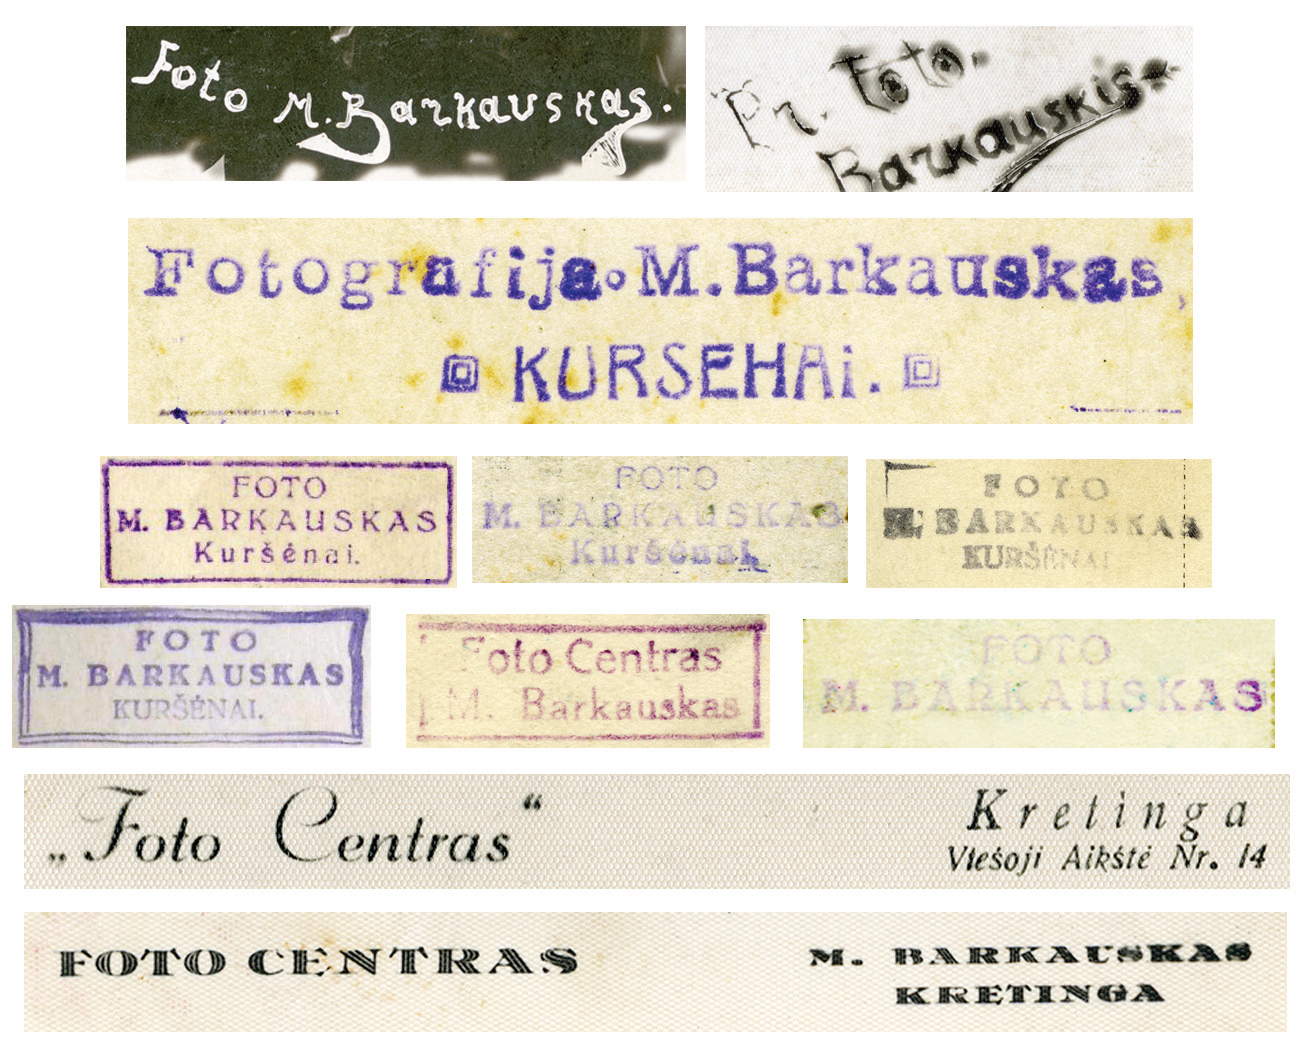 Foto M. Barkauskas.
Pr. Foto.
Barkauskis
Fotografija M. Barkauskas,
KURSEHAi.
FOTO
M. BARKAUSKAS
Kuršėnai.
FOTO
M. BARKAUSKAS
Kuršėnai.
FOTO
M. BARKAUSKAS
KURŠĖNAI
FOTO
M. BARKAUSKAS
KURŠĖNAI.
Foto Centras
M. Barkauskas
FOTO
M. BARKAUSKAS
„Foto Centras“
Kretinga
Viešoji Aikštė Nr. 14
FOTO CENTRAS
M. BARKAUSKAS
KRETINGA